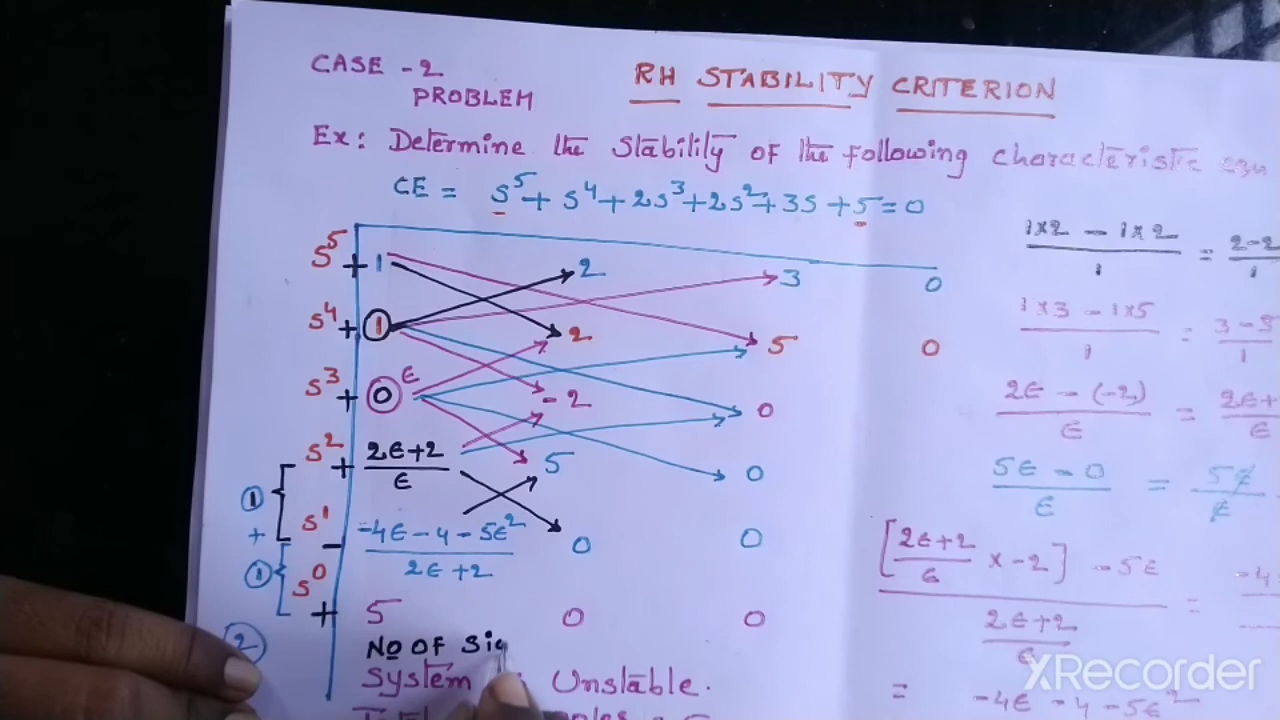 CASE - 2
PROBLEM
RH STABILITY CRITERION
Ex: Determine the Stability of the following characteristic eqn
CE = s⁵ + s⁴ + 2s³ + 2s² + 3s + 5 = 0
s⁵ + 1 2 3 0
s⁴ + 1 2 5 0
s³ + 0 ϵ -2 0
s² + (2ϵ+2)/ϵ 5 0
s¹ - (-4ϵ-4-5ϵ²)/(2ϵ+2) 0 0
s⁰ + 5 0 0
① + ①
②
No OF Sig
System Unstable.
(1×2 - 1×2)/1 = (2-2)/1
(1×3 - 1×5)/1 = (3-5)/1
(2ϵ - (-2))/ϵ = 2ϵ+
(5ϵ - 0)/ϵ = 5ϵ/ϵ
([(2ϵ+2)/ϵ × -2] - 5ϵ)/((2ϵ+2)/ϵ) = -4
= -4ϵ-4-5ϵ²
XRecorder